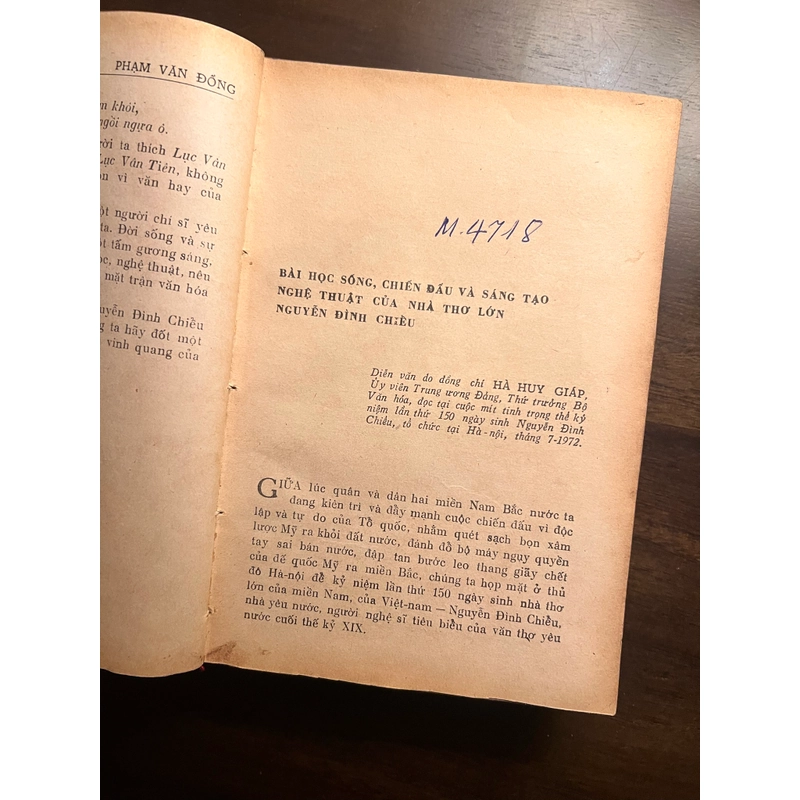 PHẠM VĂN ĐỒNG
khói,
ngồi ngựa ô.
ta thích Lục Vân
Lục Vân Tiên, không
vì văn hay của
một người chí sĩ yêu
ta. Đời sống và sự
một tấm gương sáng,
nghệ thuật, nêu
mặt trận văn hóa
Nguyễn Đình Chiểu
ta hãy đốt một
vinh quang của
M.4718
BÀI HỌC SỐNG, CHIẾN ĐẤU VÀ SÁNG TẠO
NGHỆ THUẬT CỦA NHÀ THƠ LỚN
NGUYỄN ĐÌNH CHIỂU
Diễn văn do đồng chí HÀ HUY GIÁP,
Ủy viên Trung ương Đảng, Thứ trưởng Bộ
Văn hóa, đọc tại cuộc mít tinh trọng thể kỷ
niệm lần thứ 150 ngày sinh Nguyễn Đình
Chiểu, tổ chức tại Hà-nội, tháng 7-1972.
GIỮA lúc quân và dân hai miền Nam Bắc nước ta
đang kiên trì và đẩy mạnh cuộc chiến đấu vì độc
lập và tự do của Tổ quốc, nhằm quét sạch bọn xâm
lược Mỹ ra khỏi đất nước, đánh đổ bộ máy ngụy quyền
tay sai bán nước, đập tan bước leo thang giãy chết
của đế quốc Mỹ ra miền Bắc, chúng ta họp mặt ở thủ
đô Hà-nội để kỷ niệm lần thứ 150 ngày sinh nhà thơ
lớn của miền Nam, của Việt-nam — Nguyễn Đình Chiểu,
nhà yêu nước, người nghệ sĩ tiêu biểu của văn thơ yêu
nước cuối thế kỷ XIX.